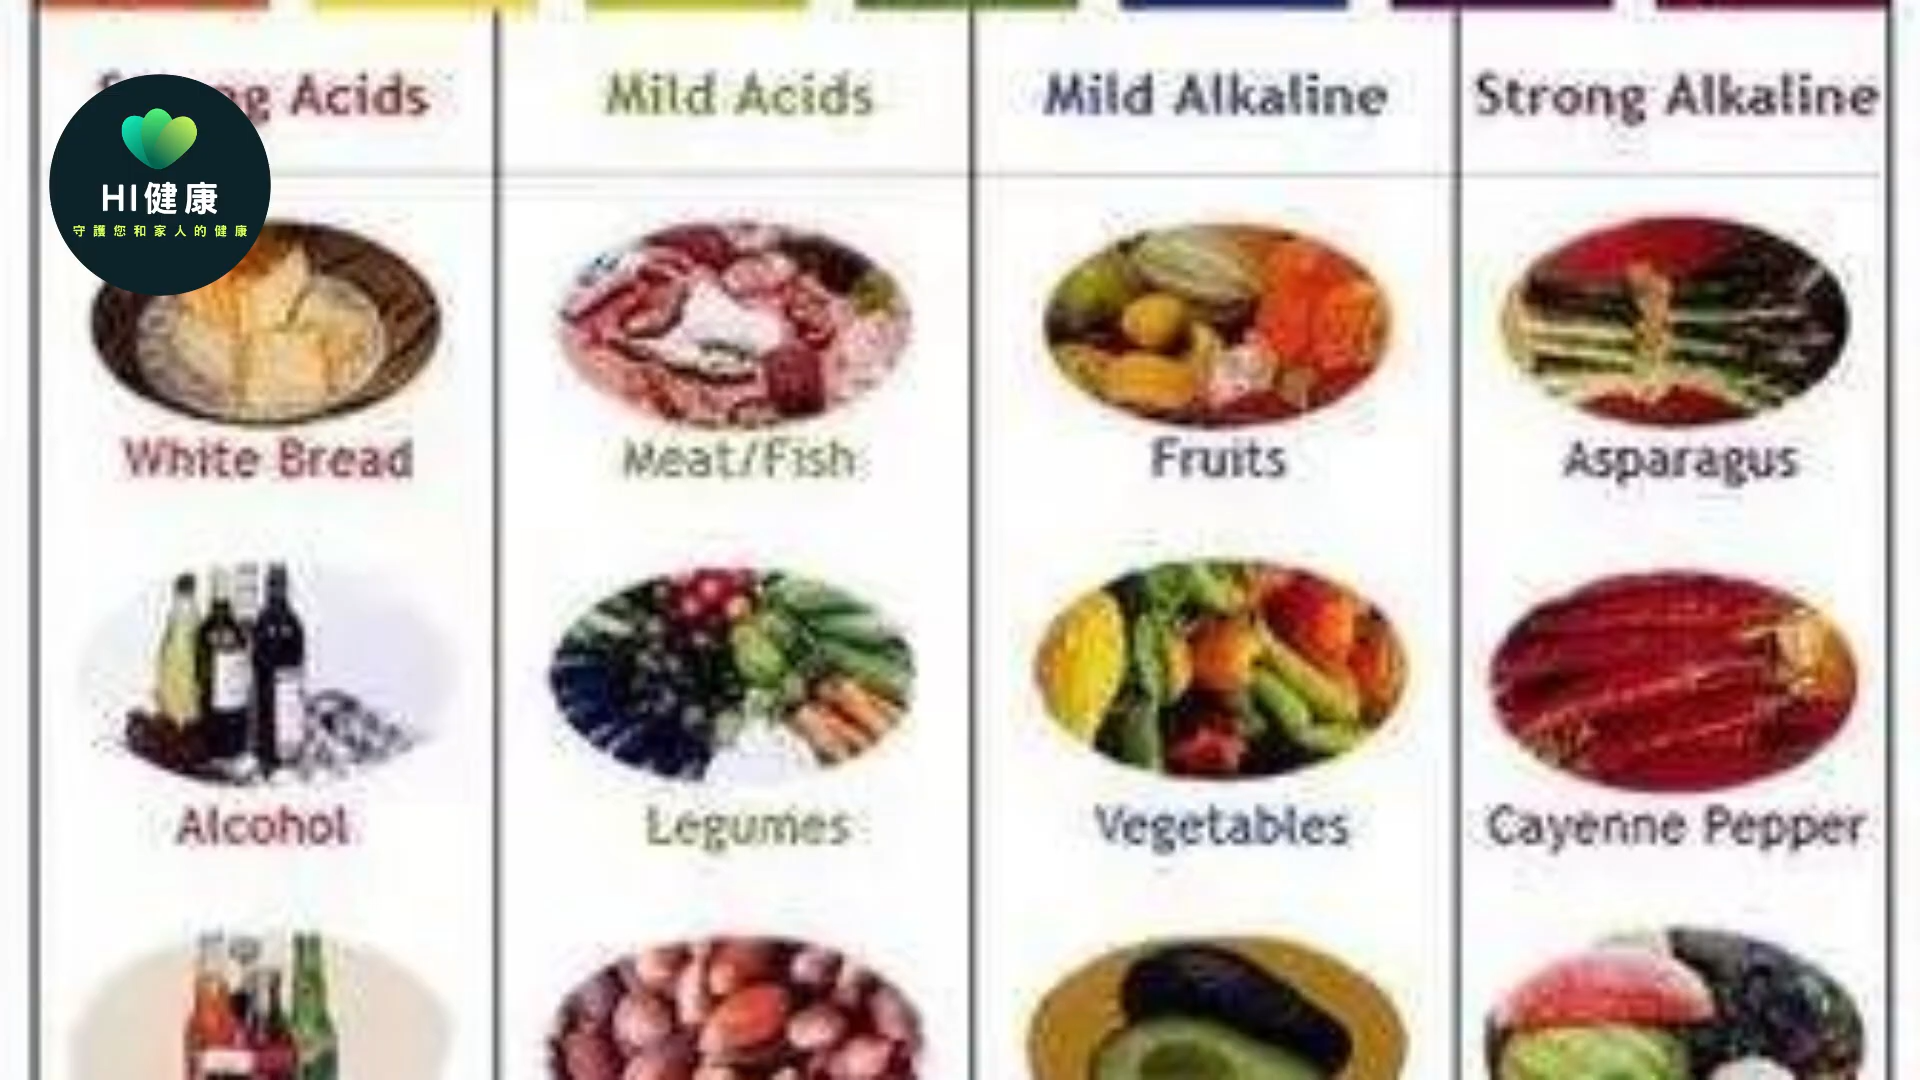 Acids
Mild Acids
Mild Alkaline
Strong Alkaline
HI健康
守護您和家人的健康
White Bread
Meat/Fish
Fruits
Asparagus
Alcohol
Legumes
Vegetables
Cayenne Pepper